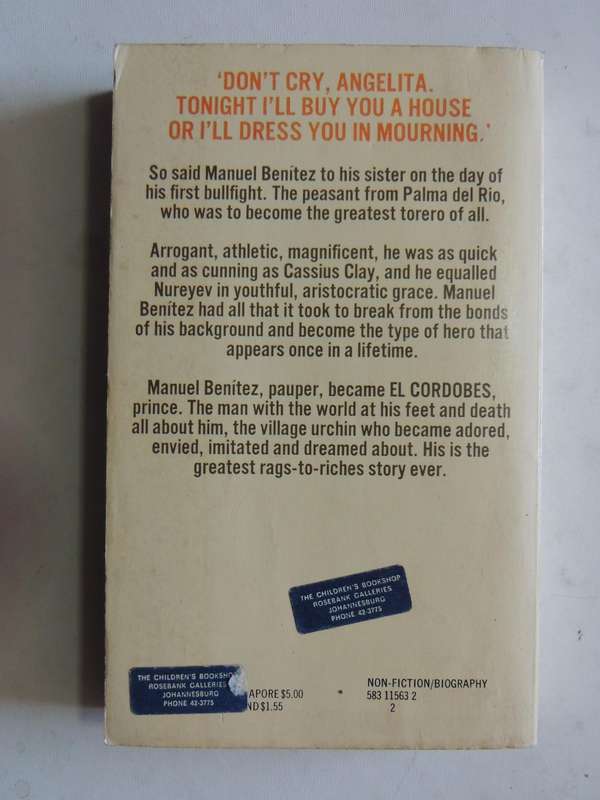 'DON'T CRY, ANGELITA.
TONIGHT I'LL BUY YOU A HOUSE
OR I'LL DRESS YOU IN MOURNING.'
So said Manuel Benítez to his sister on the day of
his first bullfight. The peasant from Palma del Rio,
who was to become the greatest torero of all.
Arrogant, athletic, magnificent, he was as quick
and as cunning as Cassius Clay, and he equalled
Nureyev in youthful, aristocratic grace. Manuel
Benítez had all that it took to break from the bonds
of his background and become the type of hero that
appears once in a lifetime.
Manuel Benítez, pauper, became EL CORDOBES,
prince. The man with the world at his feet and death
all about him, the village urchin who became adored,
envied, imitated and dreamed about. His is the
greatest rags-to-riches story ever.
THE CHILDREN'S BOOKSHOP
ROSEBANK GALLERIES
JOHANNESBURG
PHONE 42-3775
THE CHILDREN'S BOOKSHO
ROSEBANK GALLERIES
JOHANNESBURG
PHONE 42-3775
APORE $5.00
ND $1.55
NON-FICTION/BIOGRAPHY
583 11563 2
2